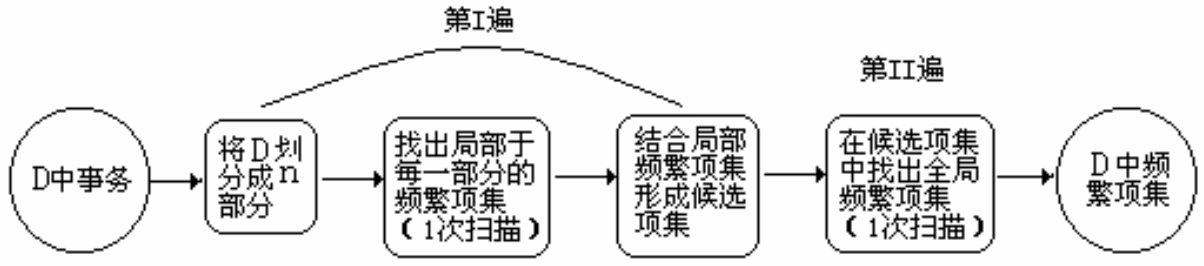 第I遍
第II遍
D中事务
将D划
分成n
部分
找出局部于
每一部分的
频繁项集
(1次扫描)
结合局部
频繁项集
形成候选
项集
在候选项集
中找出全局
频繁项集
(1次扫描)
D中频
繁项集